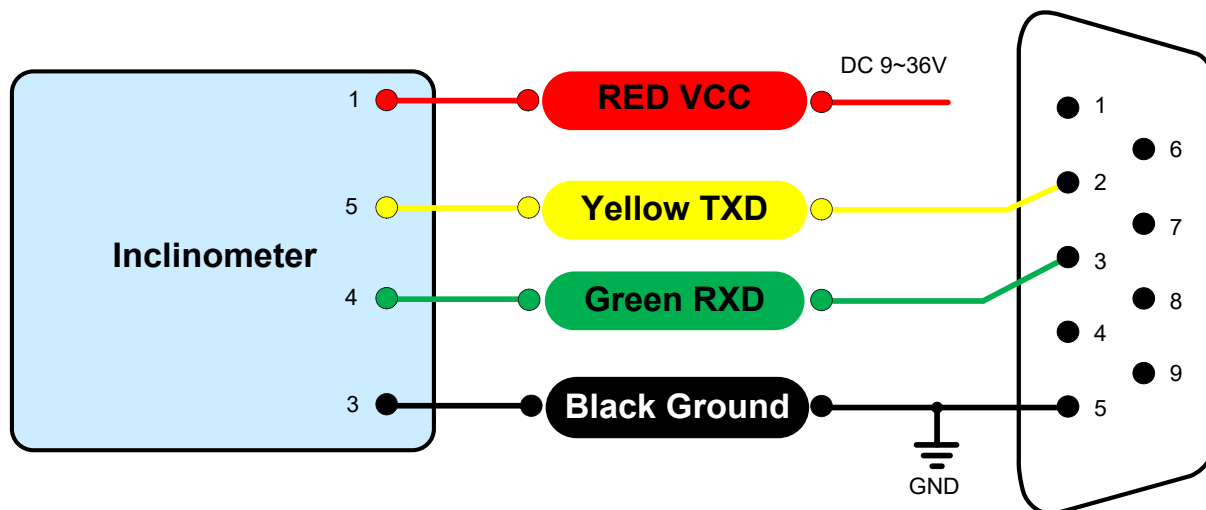 DC 9~36V
1
RED VCC
1
6
5
Yellow TXD
2
7
Inclinometer
3
4
Green RXD
8
4
9
3
Black Ground
5
GND